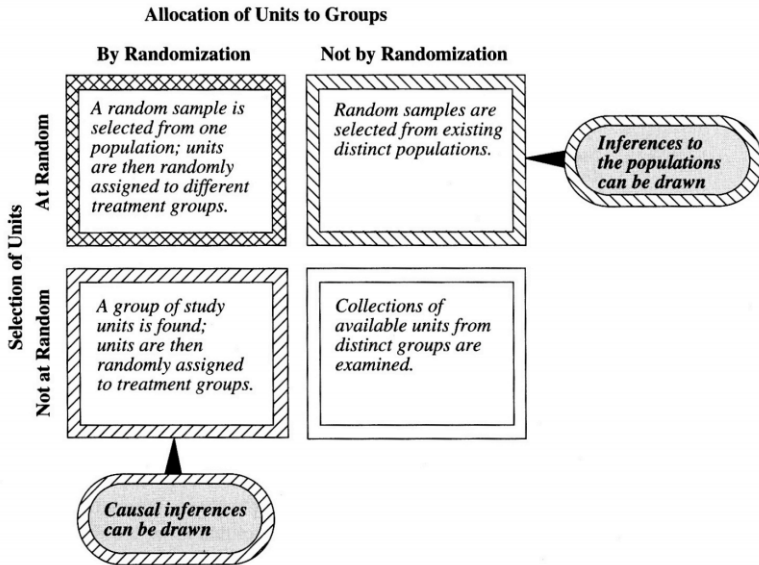 Allocation of Units to Groups
By Randomization
Not by Randomization
Selection of Units
At Random
A random sample is
selected from one
population; units
are then randomly
assigned to different
treatment groups.
Random samples are
selected from existing
distinct populations.
Inferences to
the populations
can be drawn
Not at Random
A group of study
units is found;
units are then
randomly assigned
to treatment groups.
Collections of
available units from
distinct groups are
examined.
Causal inferences
can be drawn